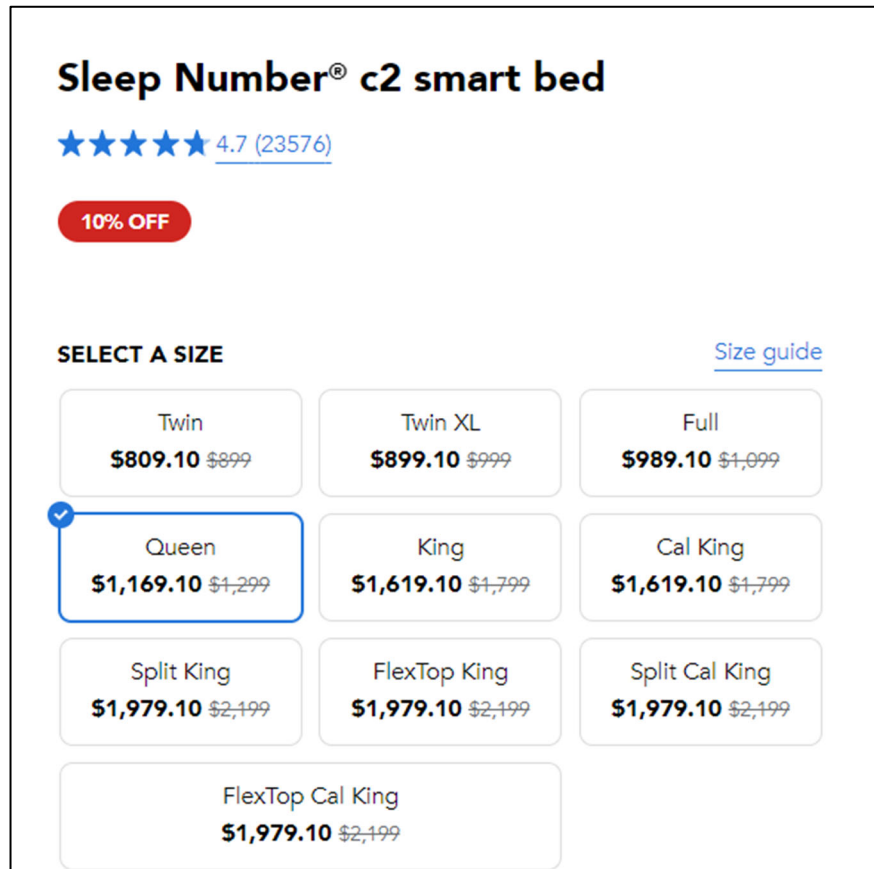 Sleep Number® c2 smart bed
4.7 (23576)
10% OFF
SELECT A SIZE
Size guide
Twin
$809.10 $899
Twin XL
$899.10 $999
Full
$989.10 $1,099
Queen
$1,169.10 $1,299
King
$1,619.10 $1,799
Cal King
$1,619.10 $1,799
Split King
$1,979.10 $2,199
FlexTop King
$1,979.10 $2,199
Split Cal King
$1,979.10 $2,199
FlexTop Cal King
$1,979.10 $2,199